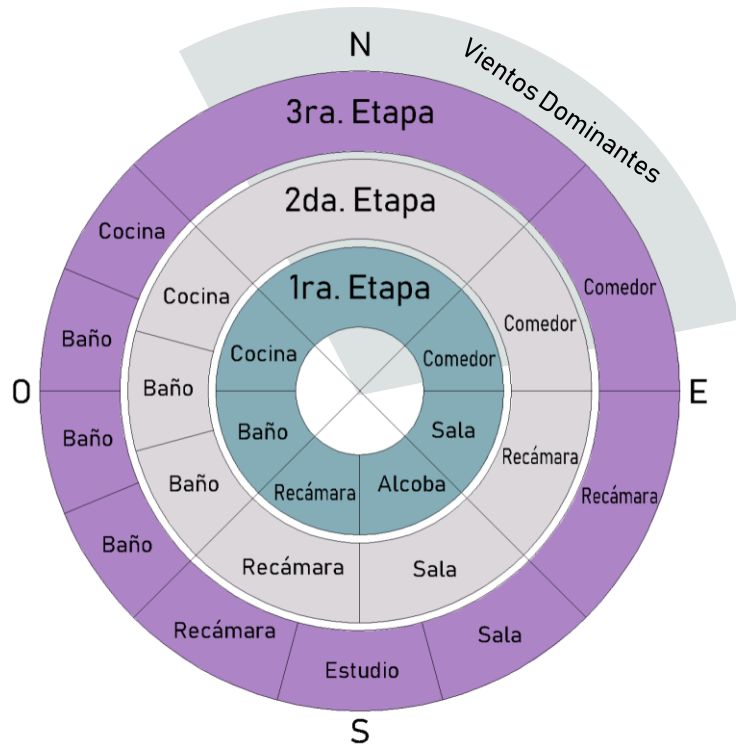 N
Vientos Dominantes
3ra. Etapa
2da. Etapa
1ra. Etapa
Cocina
Comedor
Cocina
Comedor
Cocina
Comedor
Baño
Baño
O
E
Baño
Baño
Sala
Recámara
Baño
Recámara
Alcoba
Recámara
Baño
Recámara
Sala
Recámara
Estudio
Sala
S